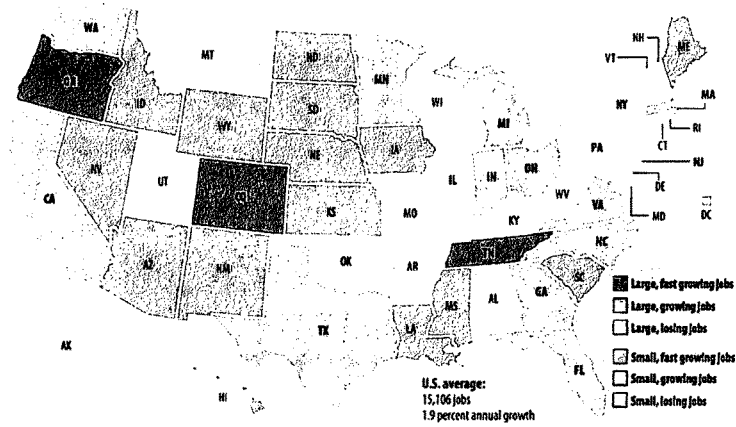 WA
MT
ND
MN
NH
VT
ME
OR
ID
SD
WI
MI
NY
MA
RI
CT
WY
IA
NE
PA
NJ
NV
UT
CO
IL
IN
OH
WV
DE
MD
DC
CA
KS
MO
KY
VA
NC
TN
AZ
NM
OK
AR
SC
MS
AL
GA
LA
TX
AK
FL
HI
Large, fast growing jobs
Large, growing jobs
Large, losing jobs
Small, fast growing jobs
Small, growing jobs
Small, losing jobs
U.S. average:
15,106 jobs
1.9 percent annual growth